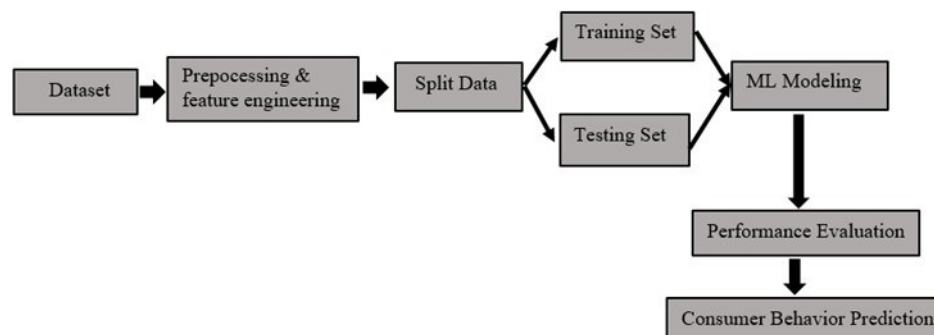 Dataset
Prepocessing &
feature engineering
Split Data
Training Set
Testing Set
ML Modeling
Performance Evaluation
Consumer Behavior Prediction